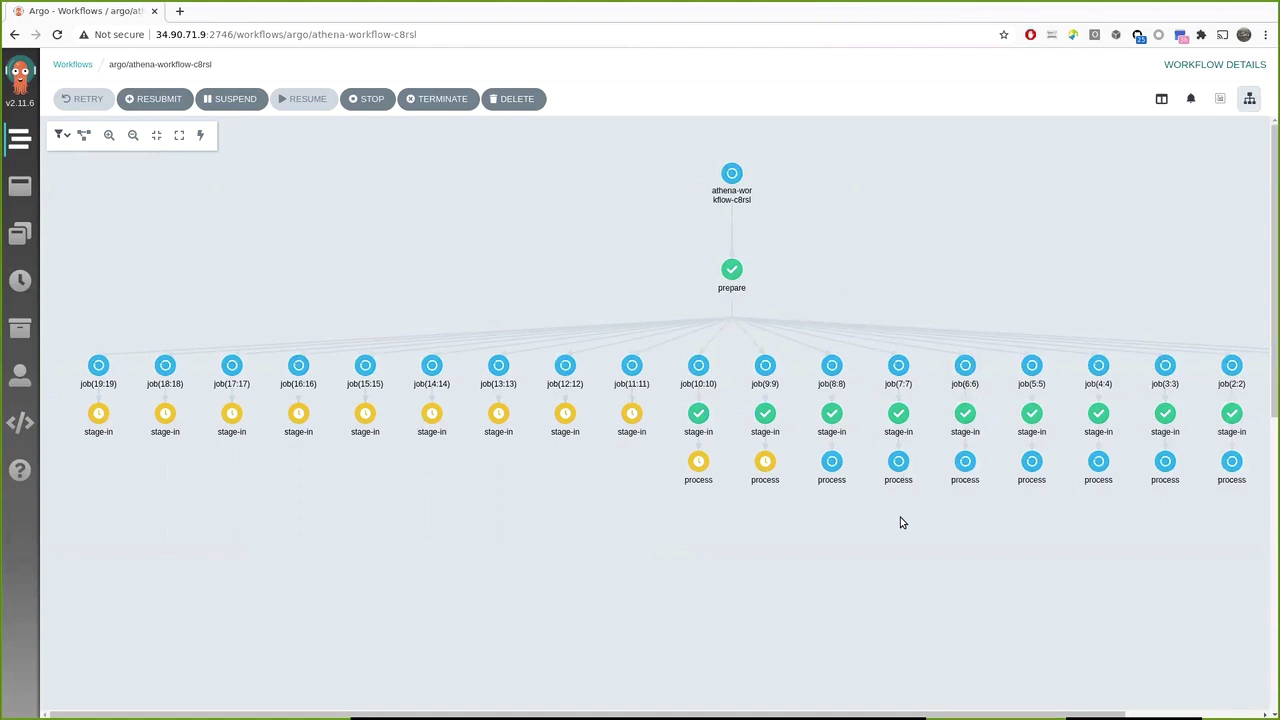 Argo - Workflows / argo/ath
Not secure
34.90.71.9:2746/workflows/argo/athena-workflow-c8rsl
v2.11.6
Workflows / argo/athena-workflow-c8rsl
WORKFLOW DETAILS
RETRY RESUBMIT SUSPEND RESUME STOP TERMINATE DELETE
athena-wor
kflow-c8rsl
prepare
job(19:19) job(18:18) job(17:17) job(16:16) job(15:15) job(14:14) job(13:13) job(12:12) job(11:11) job(10:10) job(9:9) job(8:8) job(7:7) job(6:6) job(5:5) job(4:4) job(3:3) job(2:2)
stage-in stage-in stage-in stage-in stage-in stage-in stage-in stage-in stage-in stage-in stage-in stage-in stage-in stage-in stage-in stage-in stage-in stage-in
process process process process process process process process process